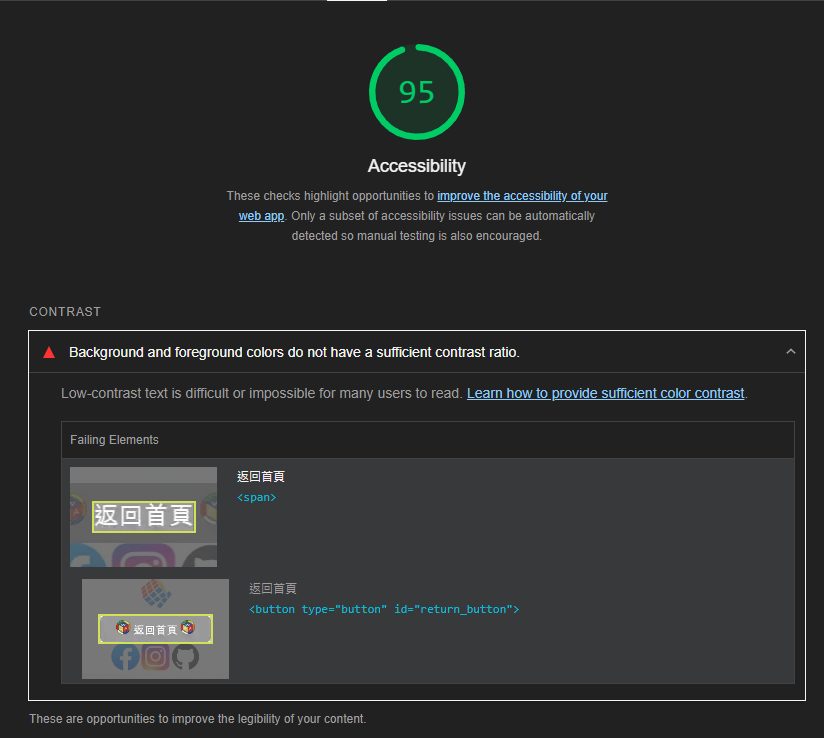 95
Accessibility
These checks highlight opportunities to improve the accessibility of your
web app. Only a subset of accessibility issues can be automatically
detected so manual testing is also encouraged.
CONTRAST
Background and foreground colors do not have a sufficient contrast ratio.
Low-contrast text is difficult or impossible for many users to read. Learn how to provide sufficient color contrast.
Failing Elements
返回首頁
返回首頁
<span>
返回首頁
返回首頁
<button type="button" id="return_button">
These are opportunities to improve the legibility of your content.